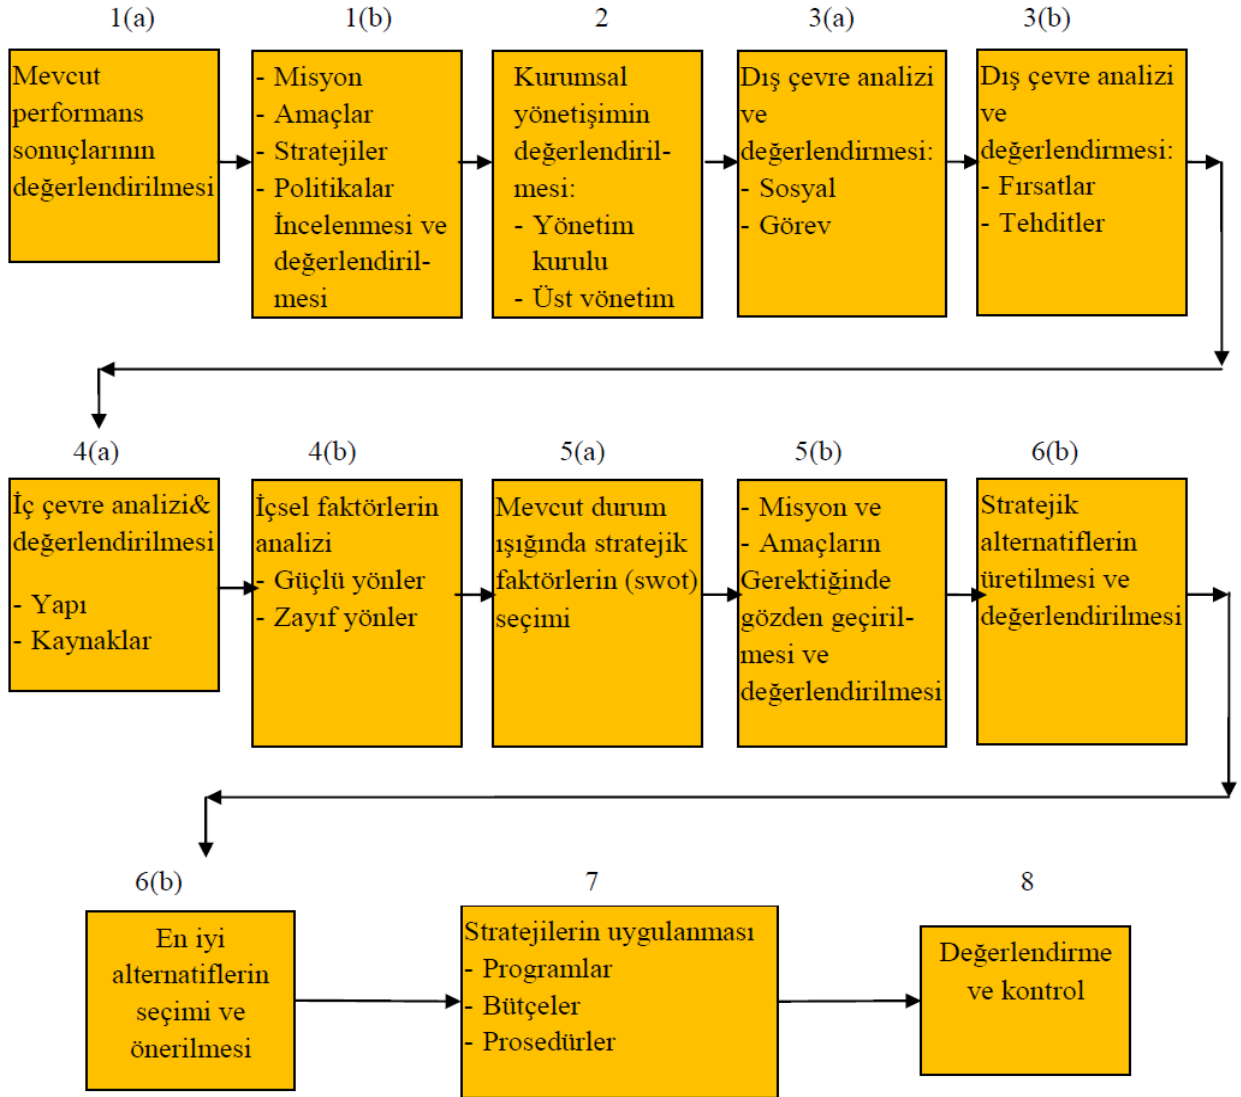 1(a)
Mevcut
performans
sonuçlarının
değerlendirilmesi
1(b)
- Misyon
- Amaçlar
- Stratejiler
- Politikalar
İncelenmesi ve
değerlendiril-
mesi
2
Kurumsal
yönetişimin
değerlendiril-
mesi:
- Yönetim
kurulu
- Üst yönetim
3(a)
Dış çevre analizi
ve
değerlendirmesi:
- Sosyal
- Görev
3(b)
Dış çevre analizi
ve
değerlendirmesi:
- Fırsatlar
- Tehditler
4(a)
İç çevre analizi&
değerlendirilmesi
- Yapı
- Kaynaklar
4(b)
İçsel faktörlerin
analizi
- Güçlü yönler
- Zayıf yönler
5(a)
Mevcut durum
ışığında stratejik
faktörlerin (swot)
seçimi
5(b)
- Misyon ve
- Amaçların
Gerektiğinde
gözden geçiril-
mesi ve
değerlendirilmesi
6(b)
Stratejik
alternatiflerin
üretilmesi ve
değerlendirilmesi
6(b)
En iyi
alternatiflerin
seçimi ve
önerilmesi
7
Stratejilerin uygulanması
- Programlar
- Bütçeler
- Prosedürler
8
Değerlendirme
ve kontrol